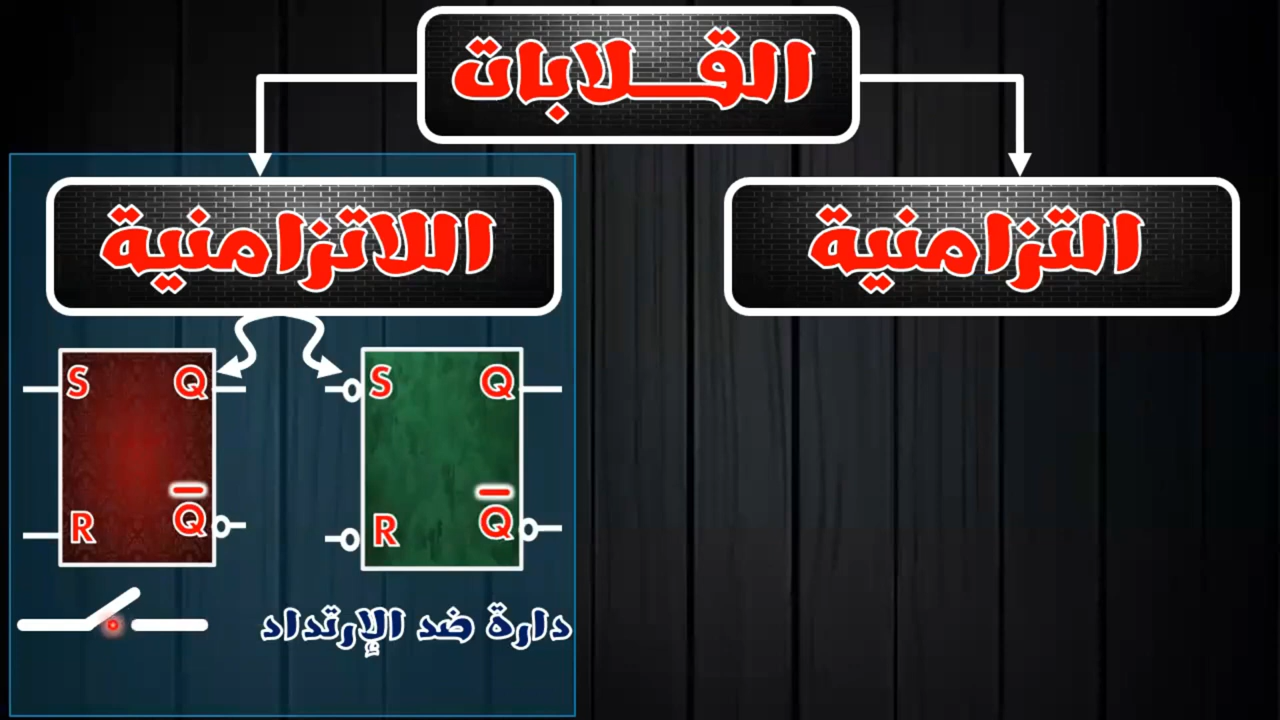 القلابات
التزامنية
اللاتزامنية
S Q
R Q̅
S Q
R Q̅
دارة ضد الإرتداد